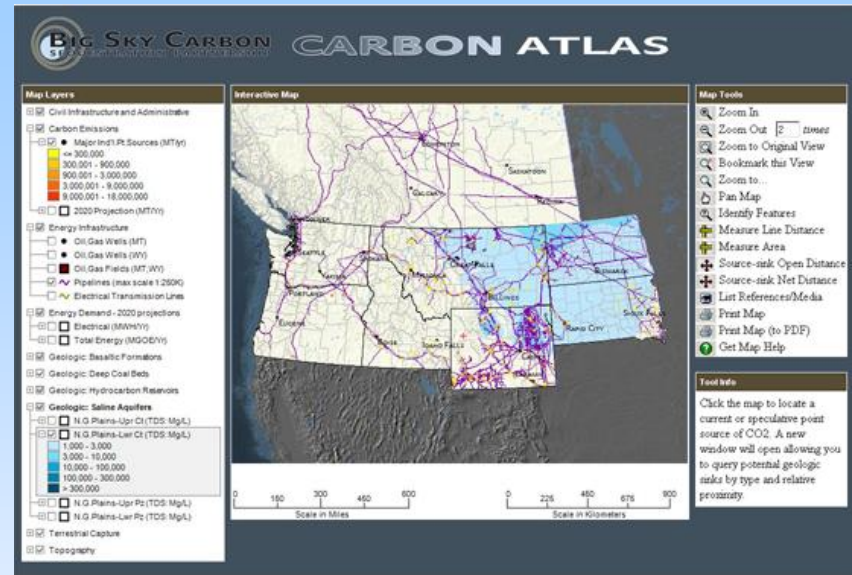 BIG SKY CARBON
SEQUESTRATION PARTNERSHIP
CARBON ATLAS
Map Layers
Civil Infrastructure and Administrative
Carbon Emissions
Major Ind'l.Pt.Sources (MT/yr)
<= 300,000
300,001 - 900,000
900,001 - 3,000,000
3,000,001 - 9,000,000
9,000,001 - 18,000,000
2020 Projection (MT/Yr)
Energy Infrastructure
Oil,Gas Wells (MT)
Oil,Gas Wells (WY)
Oil,Gas Fields (MT,WY)
Pipelines (max scale 1:250K)
Electrical Transmission Lines
Energy Demand - 2020 projections
Electrical (MWH/Yr)
Total Energy (MGOE/Yr)
Geologic: Basaltic Formations
Geologic: Deep Coal Beds
Geologic: Hydrocarbon Reservoirs
Geologic: Saline Aquifers
N.G.Plains-Upr Ct (TDS: Mg/L)
N.G.Plains-Lwr Ct (TDS: Mg/L)
1,000 - 3,000
3,000 - 10,000
10,000 - 100,000
100,000 - 300,000
> 300,000
N.G.Plains-Upr Pz (TDS: Mg/L)
N.G.Plains-Lwr Pz (TDS: Mg/L)
Terrestrial Capture
Topography
Interactive Map
EDMONTON
SASKATOON
CALGARY
REGINA
VANCOUVER
SEATTLE
YAKIMA
PORTLAND
EUGENE
MISSOULA
GREAT FALLS
BILLINGS
BISMARCK
BOISE
IDAHO FALLS
RAPID CITY
SIOUX FALLS
CASPER
0 150 300 450 600
Scale in Miles
0 225 450 675 900
Scale in Kilometers
Map Tools
Zoom In
Zoom Out 2 times
Zoom to Original View
Bookmark this View
Zoom to...
Pan Map
Identify Features
Measure Line Distance
Measure Area
Source-sink Open Distance
Source-sink Net Distance
List References/Media
Print Map
Print Map (to PDF)
Get Map Help
Tool Info
Click the map to locate a
current or speculative point
source of CO2. A new
window will open allowing you
to query potential geologic
sinks by type and relative
proximity.